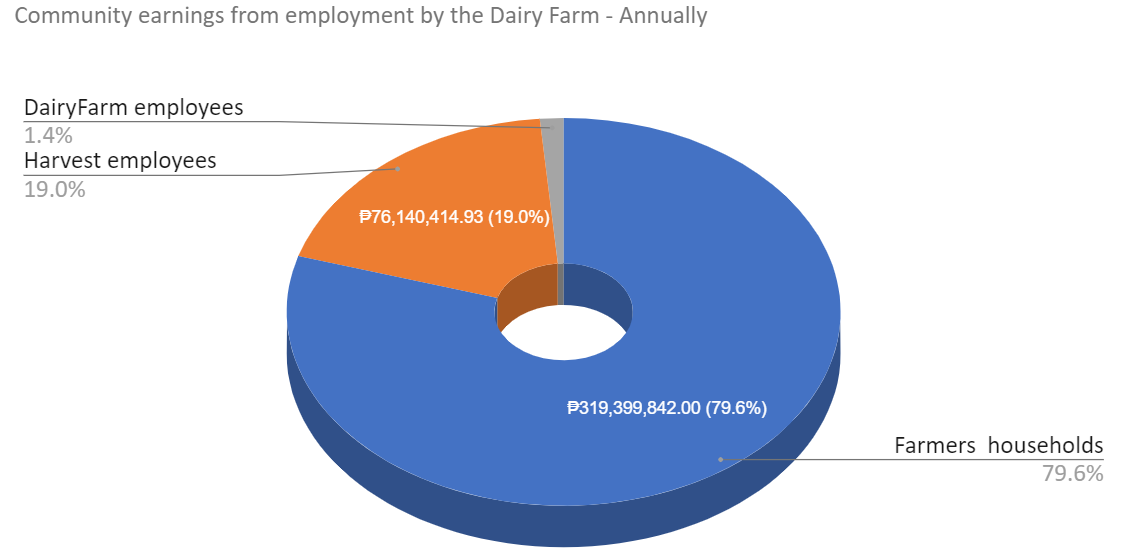 Community earnings from employment by the Dairy Farm - Annually
DairyFarm employees
1.4%
Harvest employees
19.0%
₱76,140,414.93 (19.0%)
₱319,399,842.00 (79.6%)
Farmers  households
79.6%